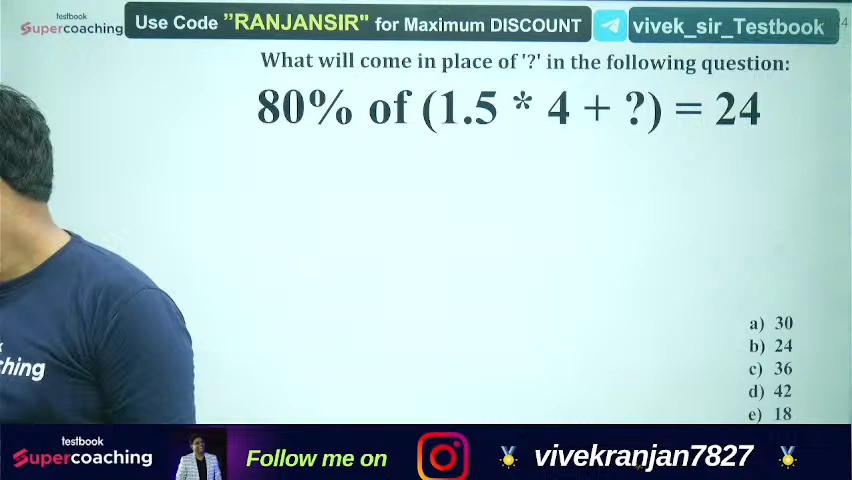 testbook
Supercoaching
Use Code ”RANJANSIR" for Maximum DISCOUNT
vivek_sir_Testbook
What will come in place of '?' in the following question:
80% of (1.5 * 4 + ?) = 24
a) 30
b) 24
c) 36
d) 42
e) 18
hing
testbook
Supercoaching
Follow me on
vivekranjan7827